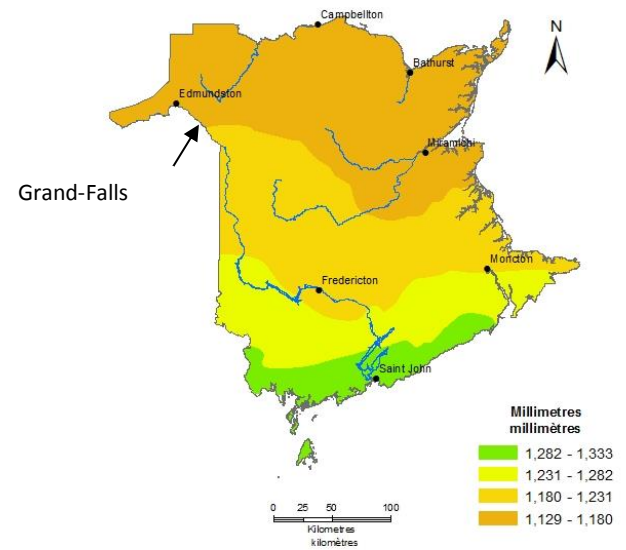 Campbellton
N
Bathurst
Edmundston
Miramichi
Grand-Falls
Moncton
Fredericton
Saint John
Millimetres
millimètres
1,282 - 1,333
1,231 - 1,282
1,180 - 1,231
1,129 - 1,180
0 25 50 100
Kilometres
kilomètres